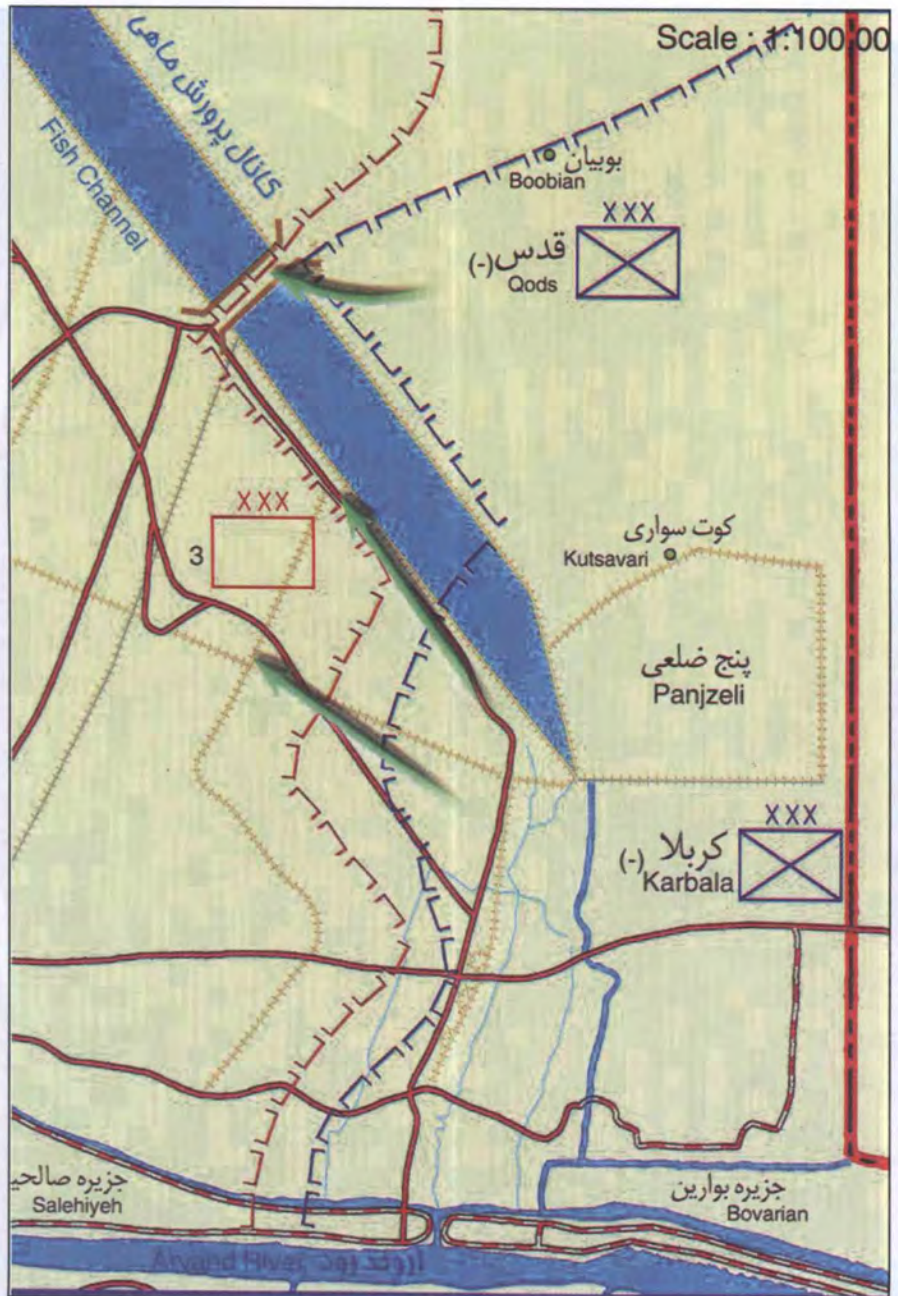 Scale : 1:100 00
کانال پرورش ماهی
Fish Channel
بوبیان
Boobian
XXX
قدس (-)
Qods
XXX
3
کوت سواری
Kutsavari
پنج ضلعی
Panjzeli
XXX
کربلا (-)
Karbala
جزیره صالحی
Salehiyeh
جزیره بوارین
Bovarian
Arvand River اروند رود